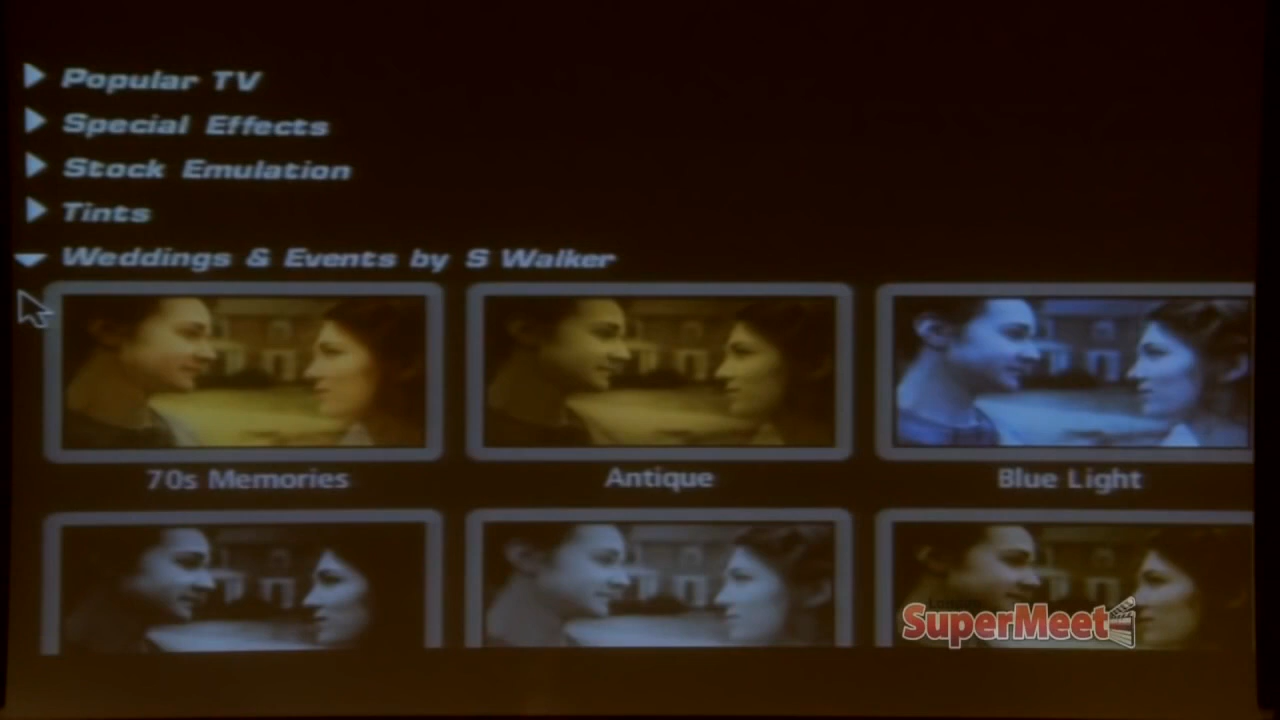 Popular TV
Special Effects
Stock Emulation
Tints
Weddings & Events by S Walker
70s Memories
Antique
Blue Light
SuperMeet